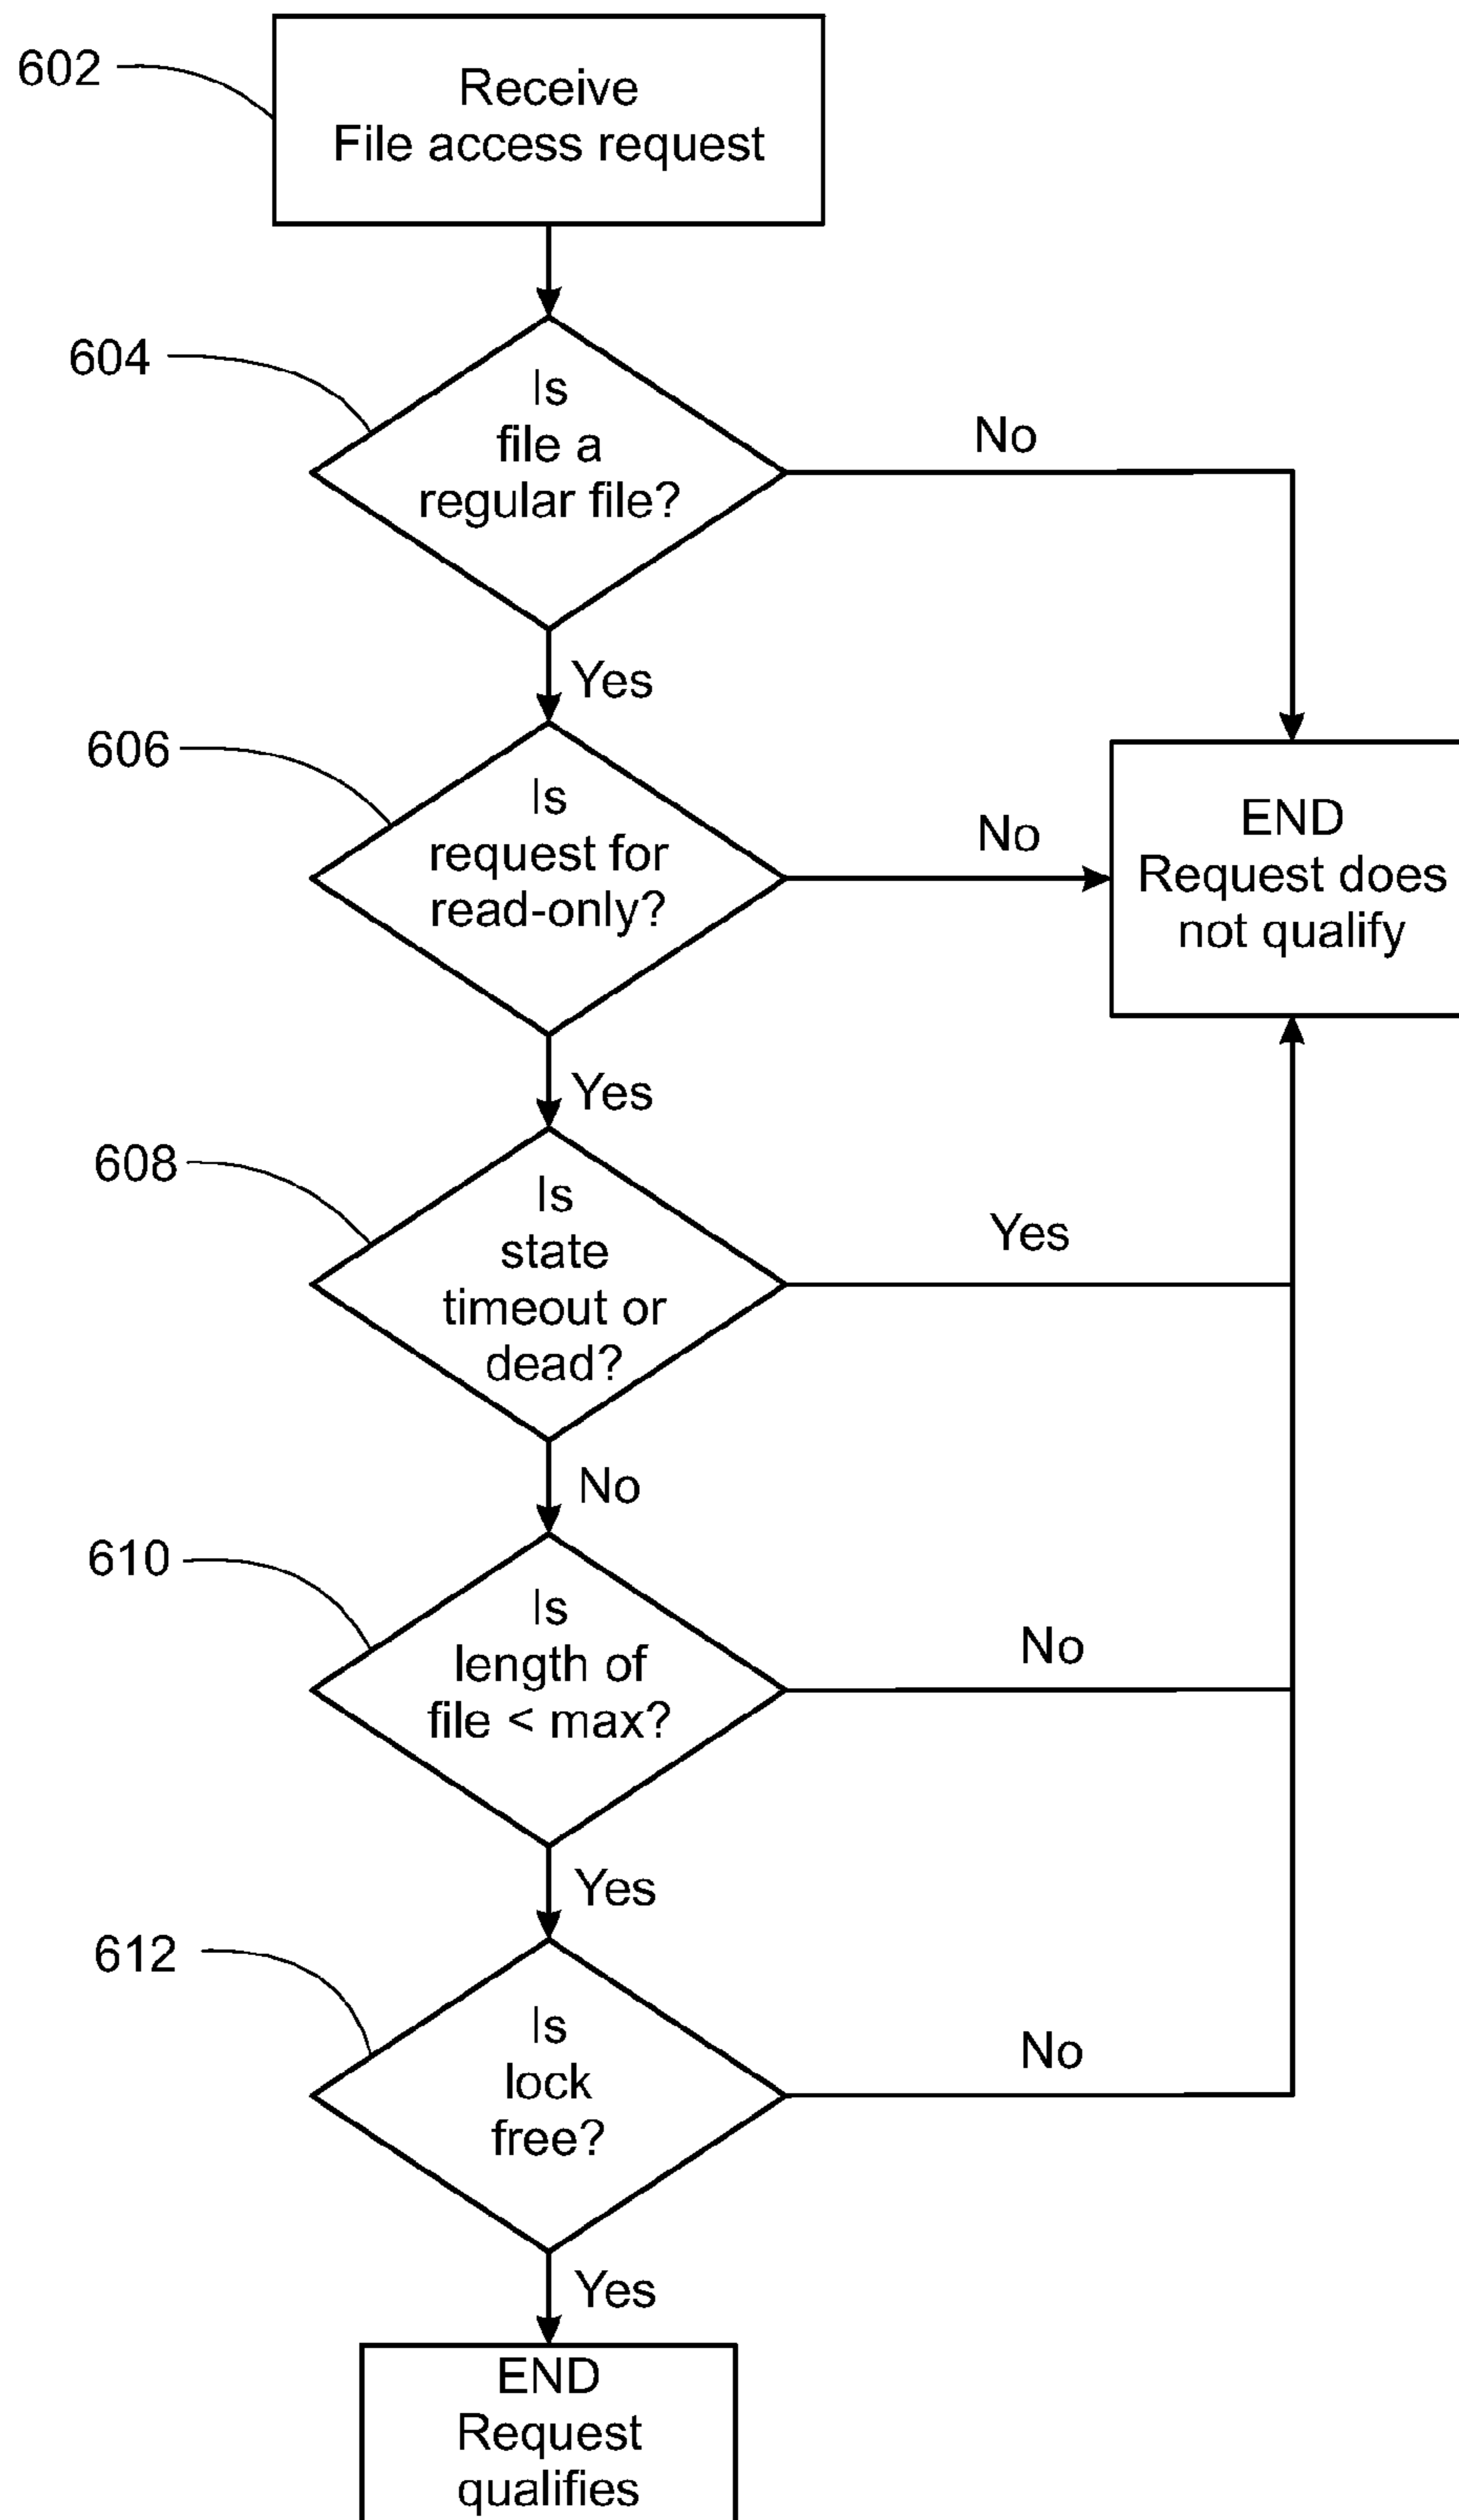 602
Receive
File access request
604
Is
file a
regular file?
No
Yes
606
Is
request for
read-only?
No
END
Request does
not qualify
Yes
608
Is
state
timeout or
dead?
Yes
No
610
Is
length of
file < max?
No
Yes
612
Is
lock
free?
No
Yes
END
Request
qualifies